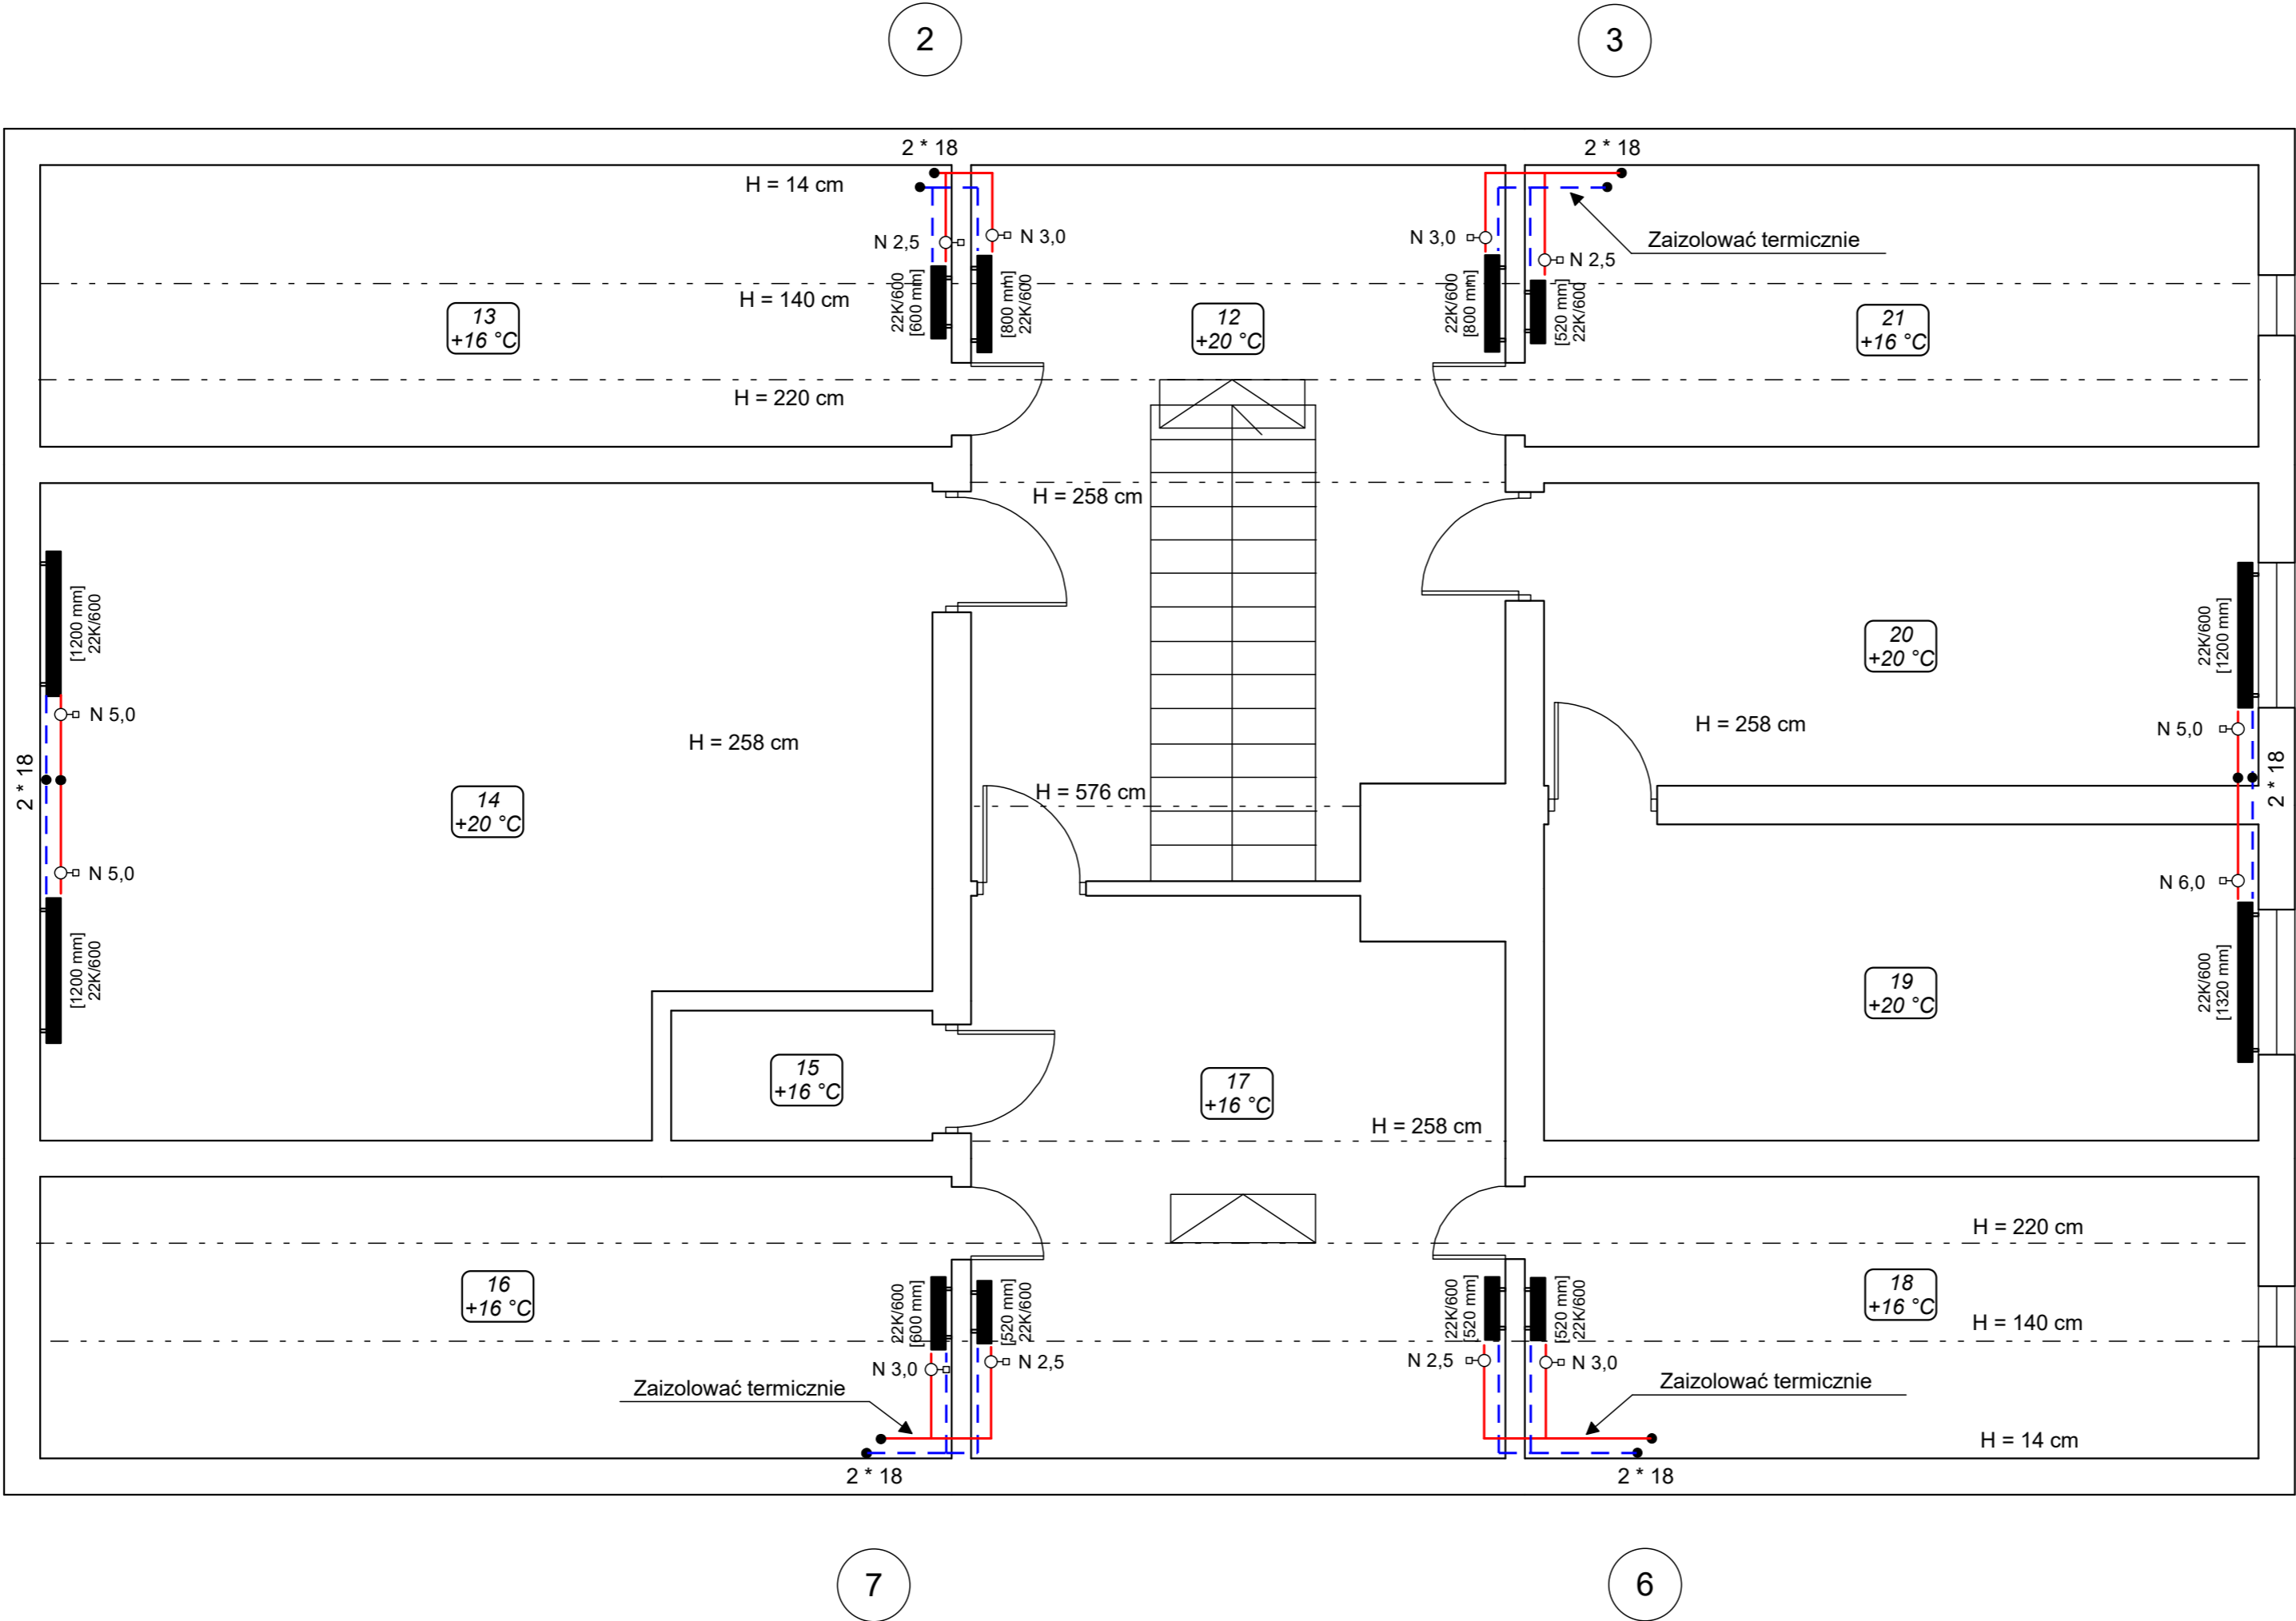 2
3
2 * 18
2 * 18
H = 14 cm
N 2,5
N 3,0
N 3,0
N 2,5
Zaizolować termicznie
22K/600
[600 mm]
[800 mm]
22K/600
22K/600
[800 mm]
[520 mm]
22K/600
H = 140 cm
13
+16 °C
12
+20 °C
21
+16 °C
H = 220 cm
H = 258 cm
[1200 mm]
22K/600
22K/600
[1200 mm]
20
+20 °C
N 5,0
H = 258 cm
H = 258 cm
N 5,0
2 * 18
2 * 18
H = 576 cm
14
+20 °C
N 5,0
N 6,0
[1200 mm]
22K/600
22K/600
[1320 mm]
19
+20 °C
15
+16 °C
17
+16 °C
H = 258 cm
H = 220 cm
16
+16 °C
22K/600
[600 mm]
[520 mm]
22K/600
22K/600
[520 mm]
[520 mm]
22K/600
18
+16 °C
H = 140 cm
N 3,0
N 2,5
N 2,5
N 3,0
Zaizolować termicznie
Zaizolować termicznie
H = 14 cm
2 * 18
2 * 18
7
6